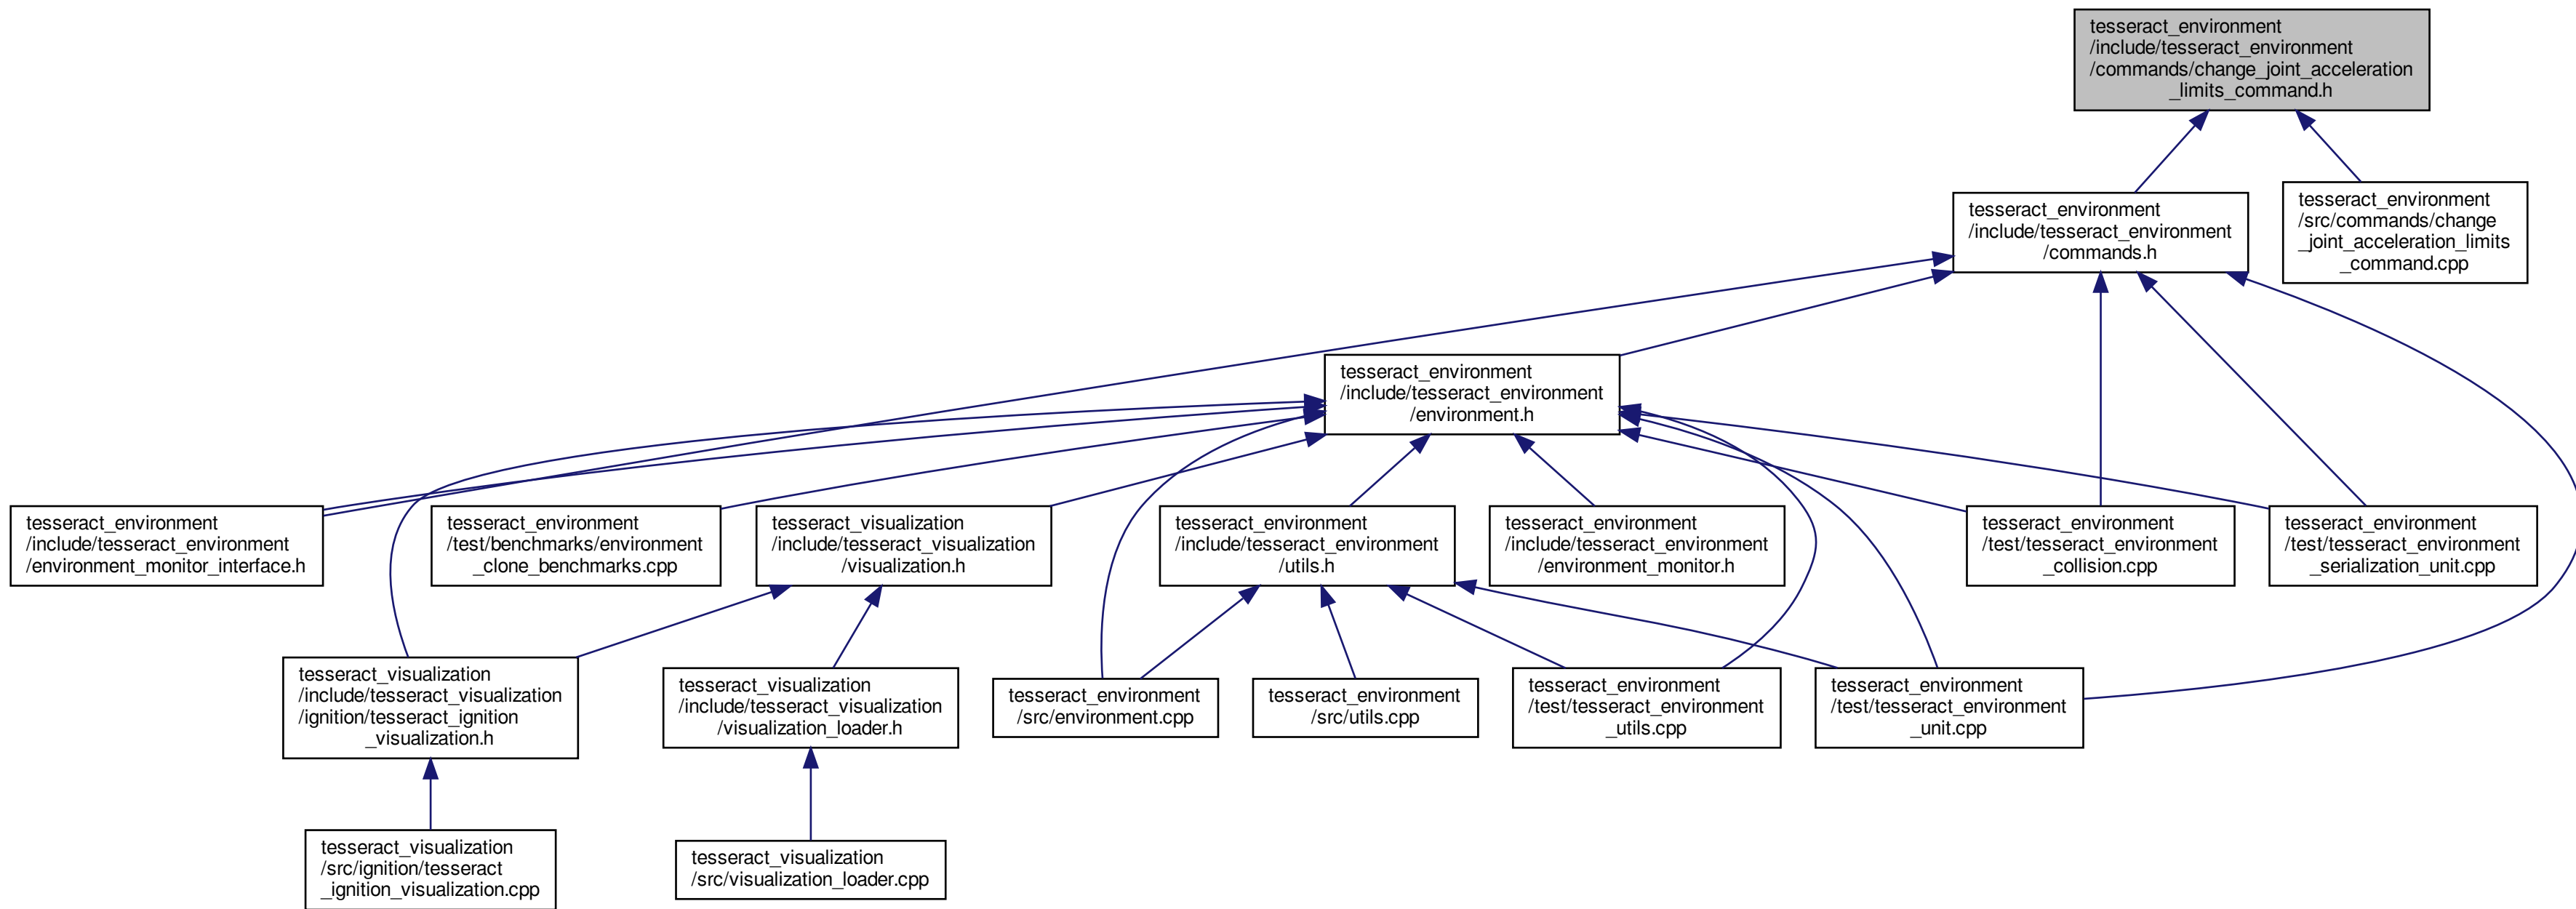 tesseract_environment
/include/tesseract_environment
/commands/change_joint_acceleration
_limits_command.h
tesseract_environment
/include/tesseract_environment
/commands.h
tesseract_environment
/src/commands/change
_joint_acceleration_limits
_command.cpp
tesseract_environment
/include/tesseract_environment
/environment.h
tesseract_environment
/include/tesseract_environment
/environment_monitor_interface.h
tesseract_environment
/test/benchmarks/environment
_clone_benchmarks.cpp
tesseract_visualization
/include/tesseract_visualization
/visualization.h
tesseract_environment
/include/tesseract_environment
/utils.h
tesseract_environment
/include/tesseract_environment
/environment_monitor.h
tesseract_environment
/test/tesseract_environment
_collision.cpp
tesseract_environment
/test/tesseract_environment
_serialization_unit.cpp
tesseract_visualization
/include/tesseract_visualization
/ignition/tesseract_ignition
_visualization.h
tesseract_visualization
/include/tesseract_visualization
/visualization_loader.h
tesseract_environment
/src/environment.cpp
tesseract_environment
/src/utils.cpp
tesseract_environment
/test/tesseract_environment
_utils.cpp
tesseract_environment
/test/tesseract_environment
_unit.cpp
tesseract_visualization
/src/ignition/tesseract
_ignition_visualization.cpp
tesseract_visualization
/src/visualization_loader.cpp